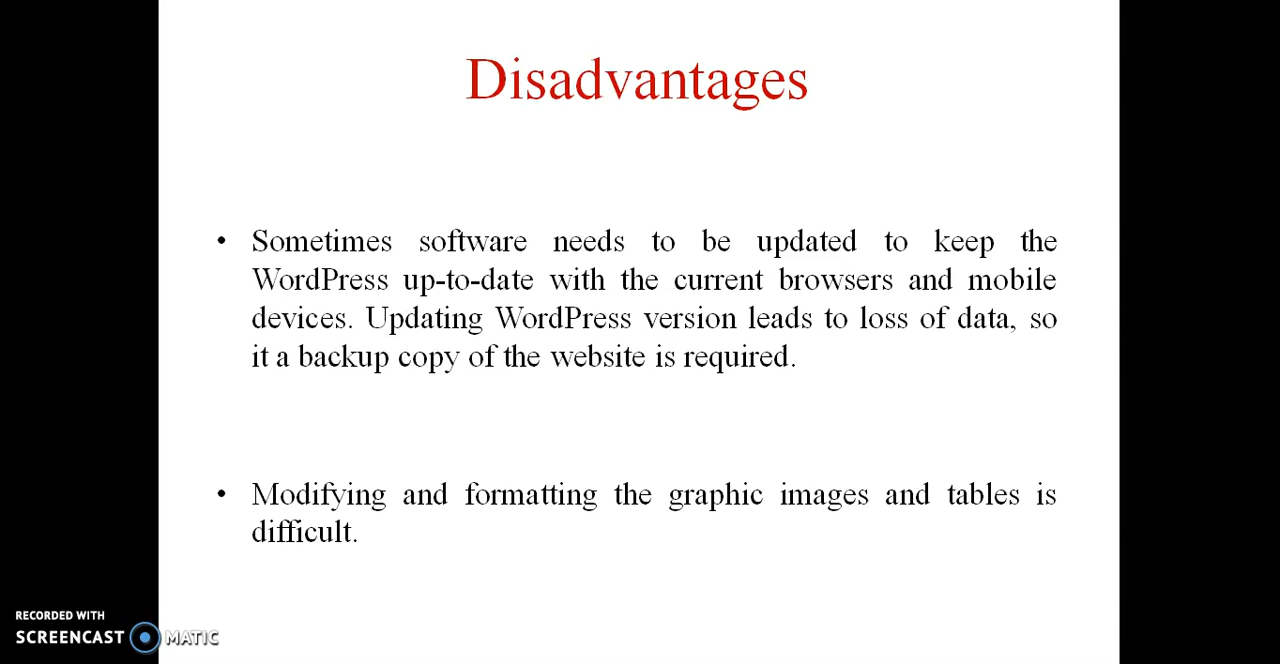 Disadvantages
• Sometimes software needs to be updated to keep the
WordPress up-to-date with the current browsers and mobile
devices. Updating WordPress version leads to loss of data, so
it a backup copy of the website is required.
• Modifying and formatting the graphic images and tables is
difficult.
RECORDED WITH
SCREENCAST MATIC